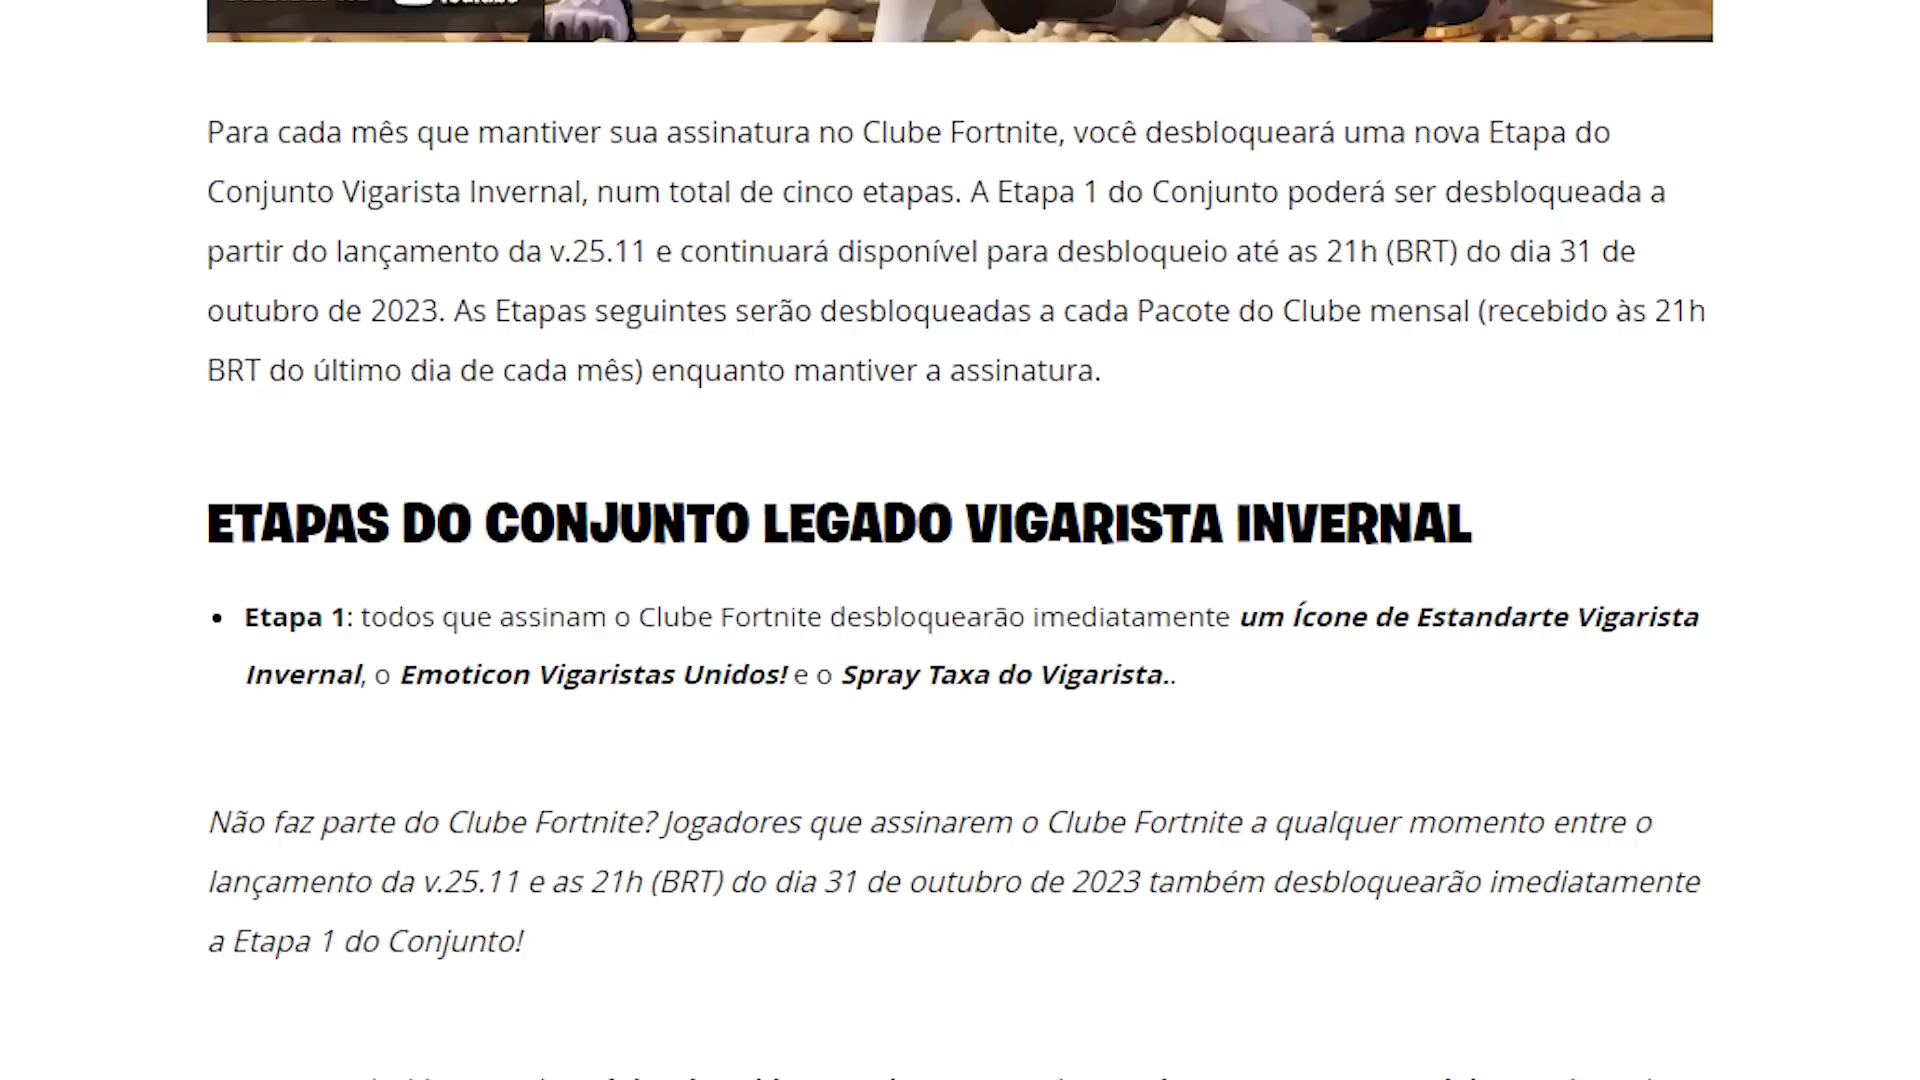 Para cada mês que mantiver sua assinatura no Clube Fortnite, você desbloqueará uma nova Etapa do
Conjunto Vigarista Invernal, num total de cinco etapas. A Etapa 1 do Conjunto poderá ser desbloqueada a
partir do lançamento da v.25.11 e continuará disponível para desbloqueio até as 21h (BRT) do dia 31 de
outubro de 2023. As Etapas seguintes serão desbloqueadas a cada Pacote do Clube mensal (recebido às 21h
BRT do último dia de cada mês) enquanto mantiver a assinatura.
ETAPAS DO CONJUNTO LEGADO VIGARISTA INVERNAL
• Etapa 1: todos que assinam o Clube Fortnite desbloquearão imediatamente um Ícone de Estandarte Vigarista
Invernal, o Emoticon Vigaristas Unidos! e o Spray Taxa do Vigarista..
Não faz parte do Clube Fortnite? Jogadores que assinarem o Clube Fortnite a qualquer momento entre o
lançamento da v.25.11 e as 21h (BRT) do dia 31 de outubro de 2023 também desbloquearão imediatamente
a Etapa 1 do Conjunto!